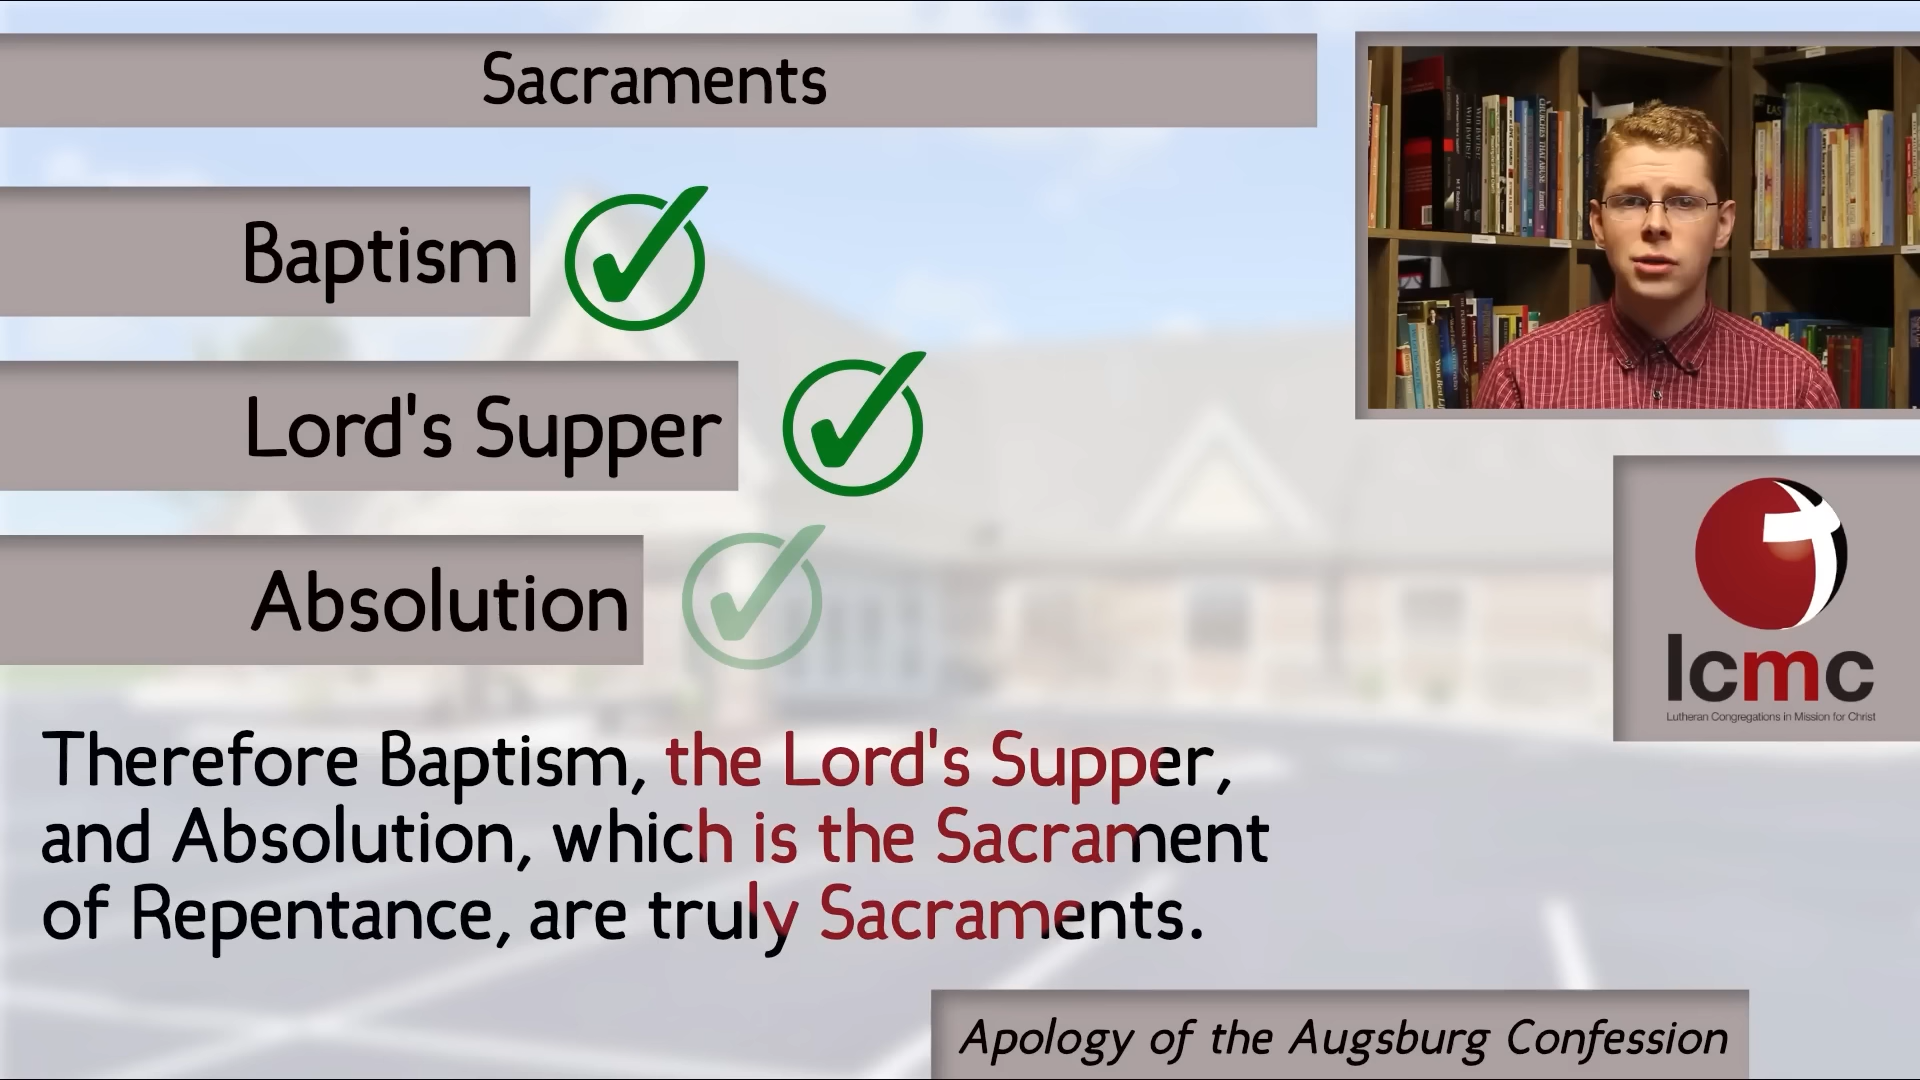 Sacraments
Baptism
Lord's Supper
Absolution
lcmc
Lutheran Congregations in Mission for Christ
Therefore Baptism, the Lord's Supper,
and Absolution, which is the Sacrament
of Repentance, are truly Sacraments.
Apology of the Augsburg Confession